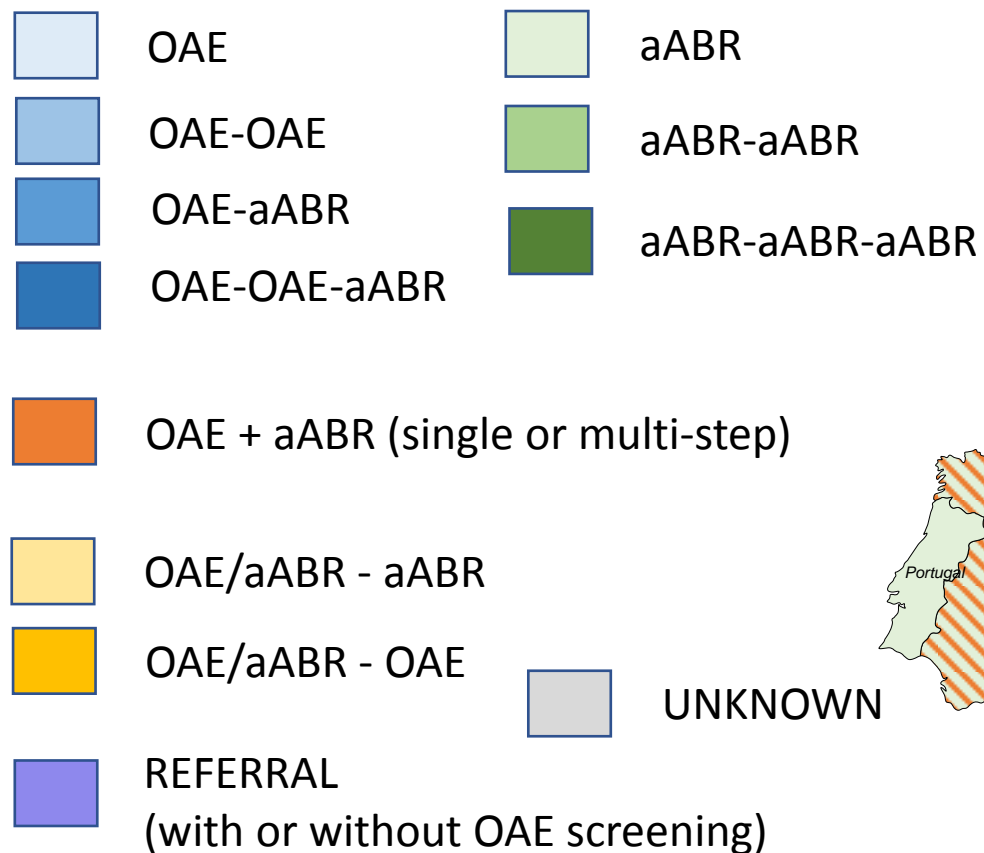 OAE
OAE-OAE
OAE-aABR
OAE-OAE-aABR
aABR
aABR-aABR
aABR-aABR-aABR
OAE + aABR (single or multi-step)
OAE/aABR - aABR
OAE/aABR - OAE
UNKNOWN
REFERRAL
(with or without OAE screening)
Portugal